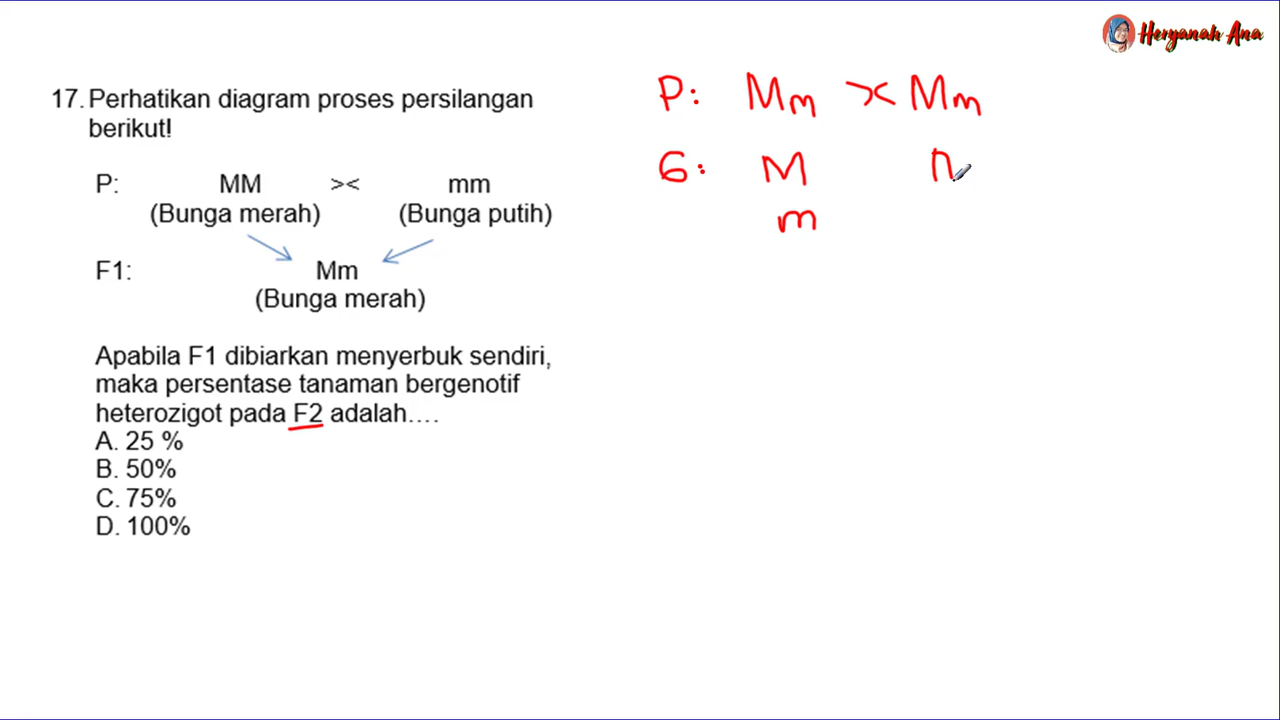 Heryanah Ana
17. Perhatikan diagram proses persilangan
berikut!
P: MM >< mm
(Bunga merah) (Bunga putih)
F1: Mm
(Bunga merah)
Apabila F1 dibiarkan menyerbuk sendiri,
maka persentase tanaman bergenotif
heterozigot pada F2 adalah....
A. 25 %
B. 50%
C. 75%
D. 100%
P: Mm × Mm
G: M
m